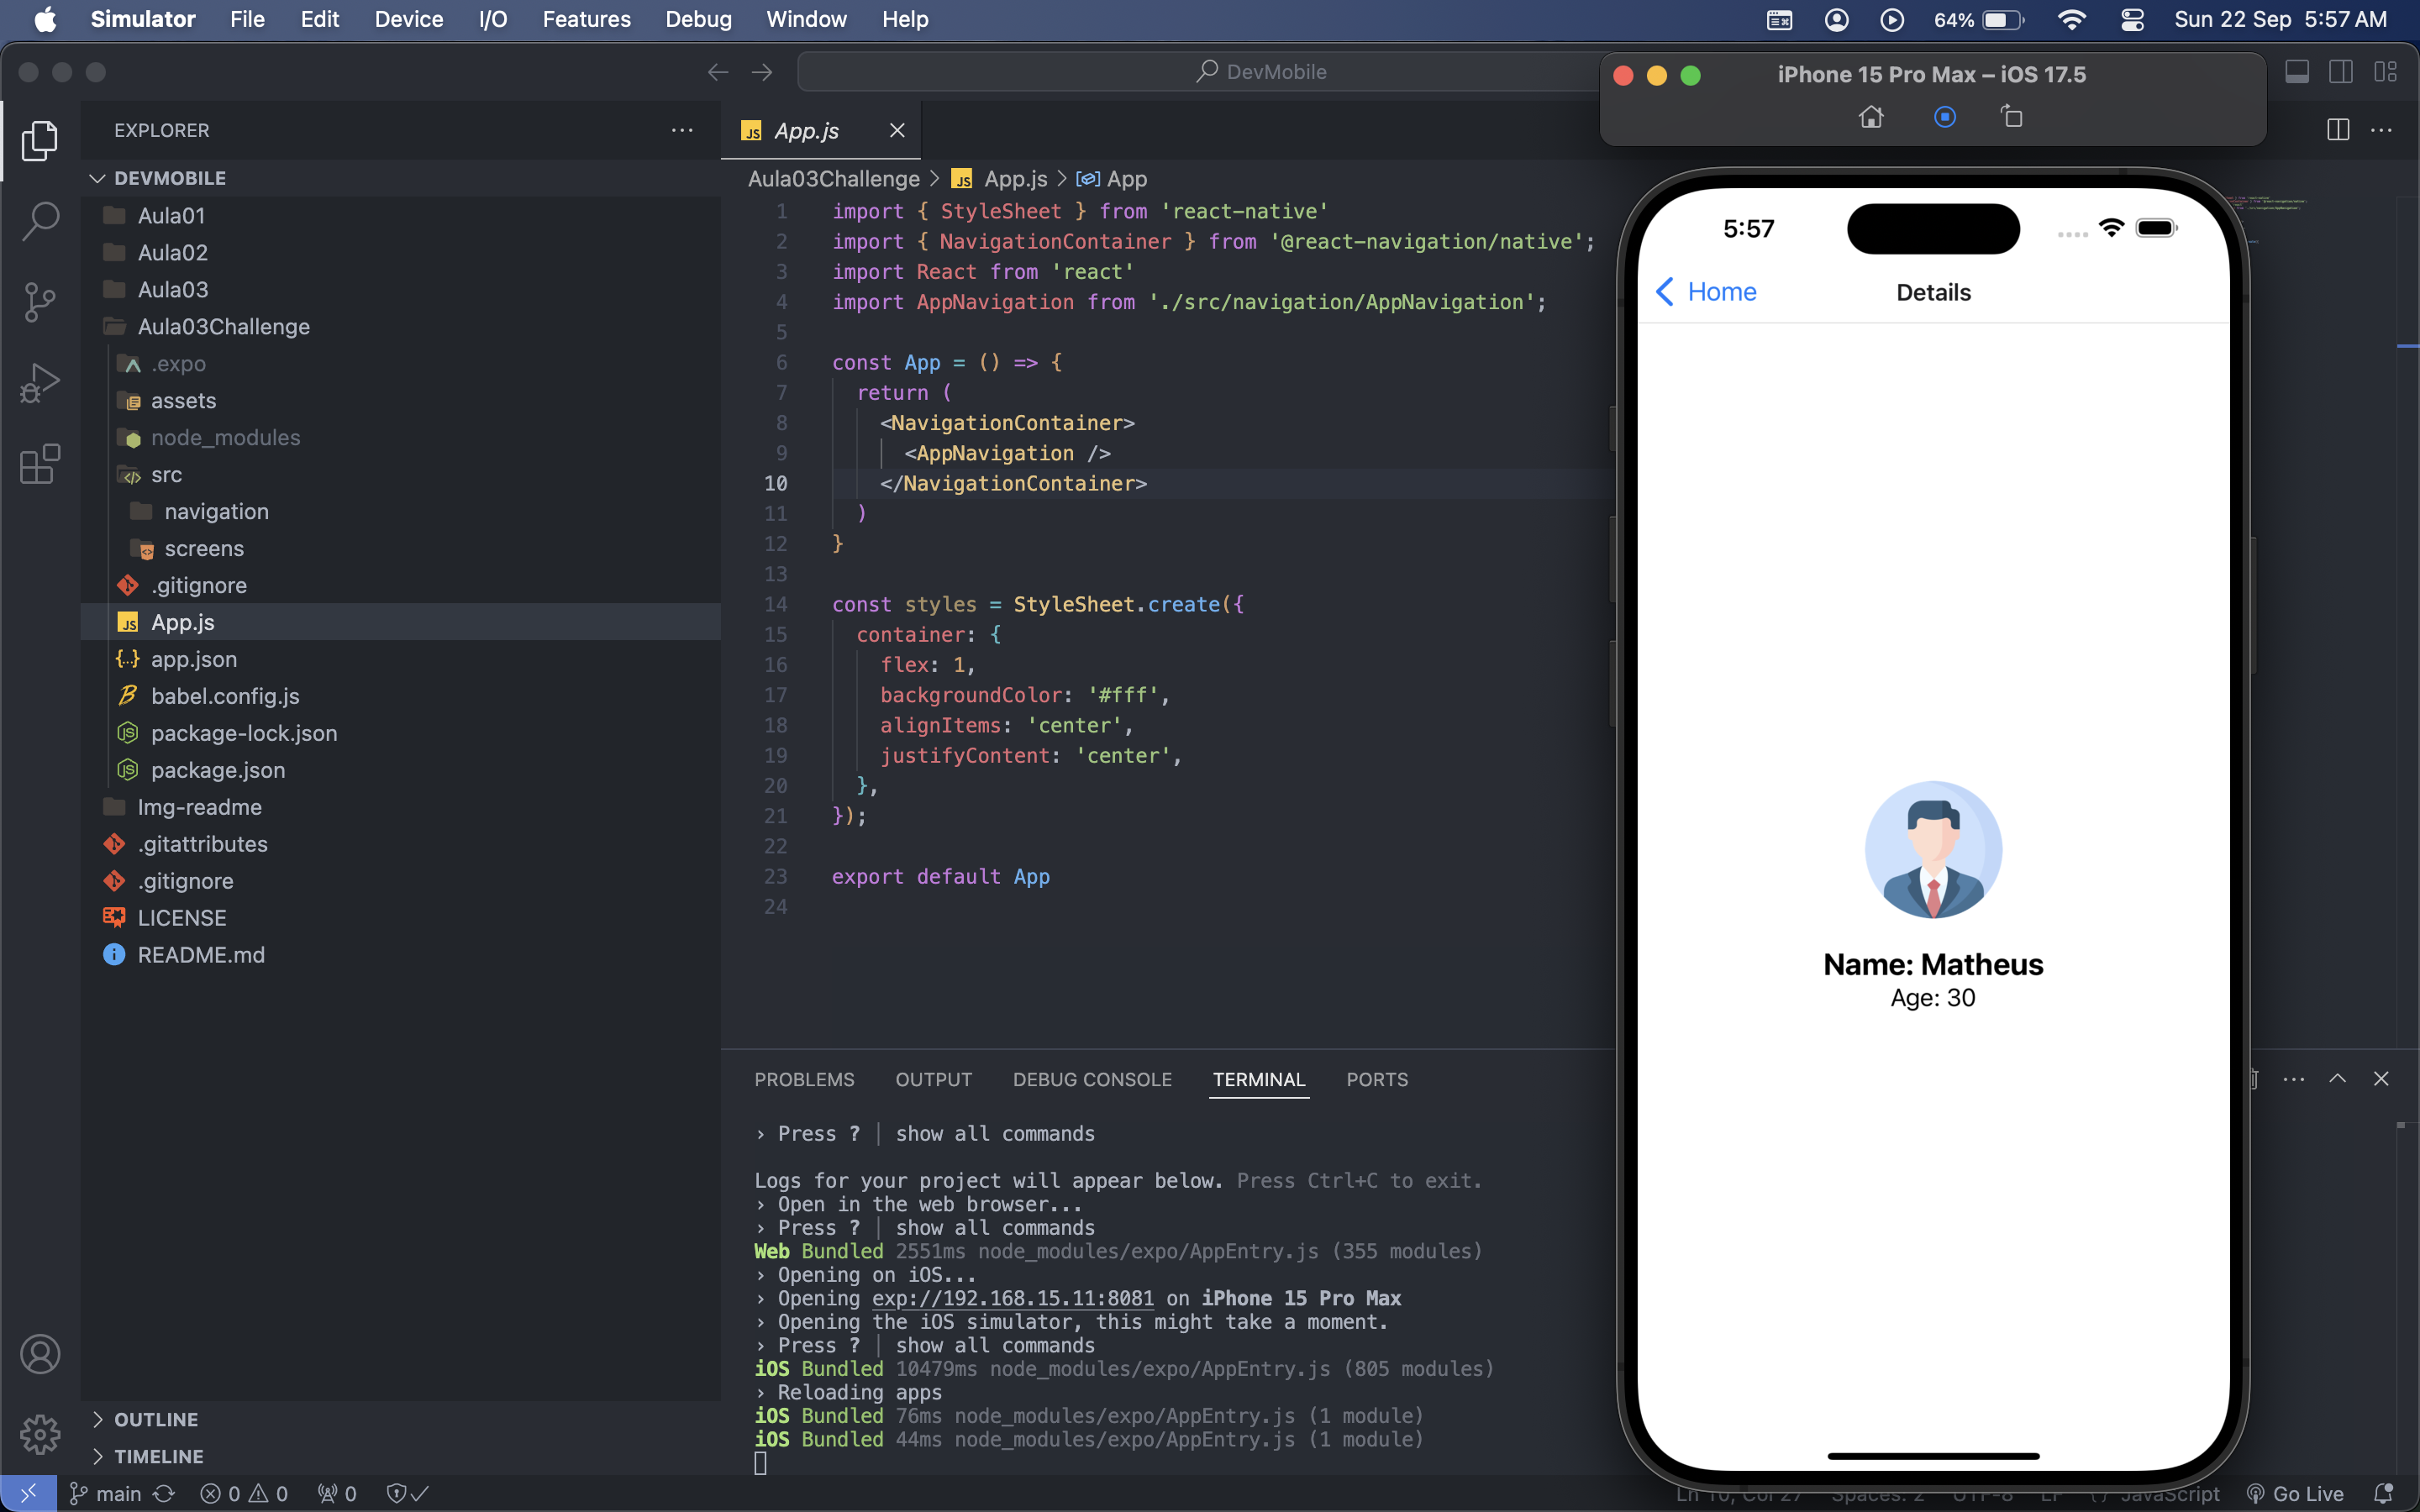 Simulator File Edit Device I/O Features Debug Window Help 64% Sun 22 Sep 5:57 AM
DevMobile
iPhone 15 Pro Max – iOS 17.5
EXPLORER
DEVMOBILE
Aula01
Aula02
Aula03
Aula03Challenge
.expo
assets
node_modules
src
navigation
screens
.gitignore
JS App.js
app.json
babel.config.js
package-lock.json
package.json
Img-readme
.gitattributes
.gitignore
LICENSE
README.md
OUTLINE
TIMELINE
JS App.js
Aula03Challenge > JS App.js > App
1 import { StyleSheet } from 'react-native'
2 import { NavigationContainer } from '@react-navigation/native';
3 import React from 'react'
4 import AppNavigation from './src/navigation/AppNavigation';
5
6 const App = () => {
7 return (
8 <NavigationContainer>
9 <AppNavigation />
10 </NavigationContainer>
11 )
12 }
13
14 const styles = StyleSheet.create({
15 container: {
16 flex: 1,
17 backgroundColor: '#fff',
18 alignItems: 'center',
19 justifyContent: 'center',
20 },
21 });
22
23 export default App
24
PROBLEMS OUTPUT DEBUG CONSOLE TERMINAL PORTS
› Press ? │ show all commands
Logs for your project will appear below. Press Ctrl+C to exit.
› Open in the web browser...
› Press ? │ show all commands
Web Bundled 2551ms node_modules/expo/AppEntry.js (355 modules)
› Opening on iOS...
› Opening exp://192.168.15.11:8081 on iPhone 15 Pro Max
› Opening the iOS simulator, this might take a moment.
› Press ? │ show all commands
iOS Bundled 10479ms node_modules/expo/AppEntry.js (805 modules)
› Reloading apps
iOS Bundled 76ms node_modules/expo/AppEntry.js (1 module)
iOS Bundled 44ms node_modules/expo/AppEntry.js (1 module)
5:57
Home Details
Name: Matheus
Age: 30
main 0 0 0 Ln 10, Col 27 Spaces: 2 UTF-8 LF {} JavaScript Go Live